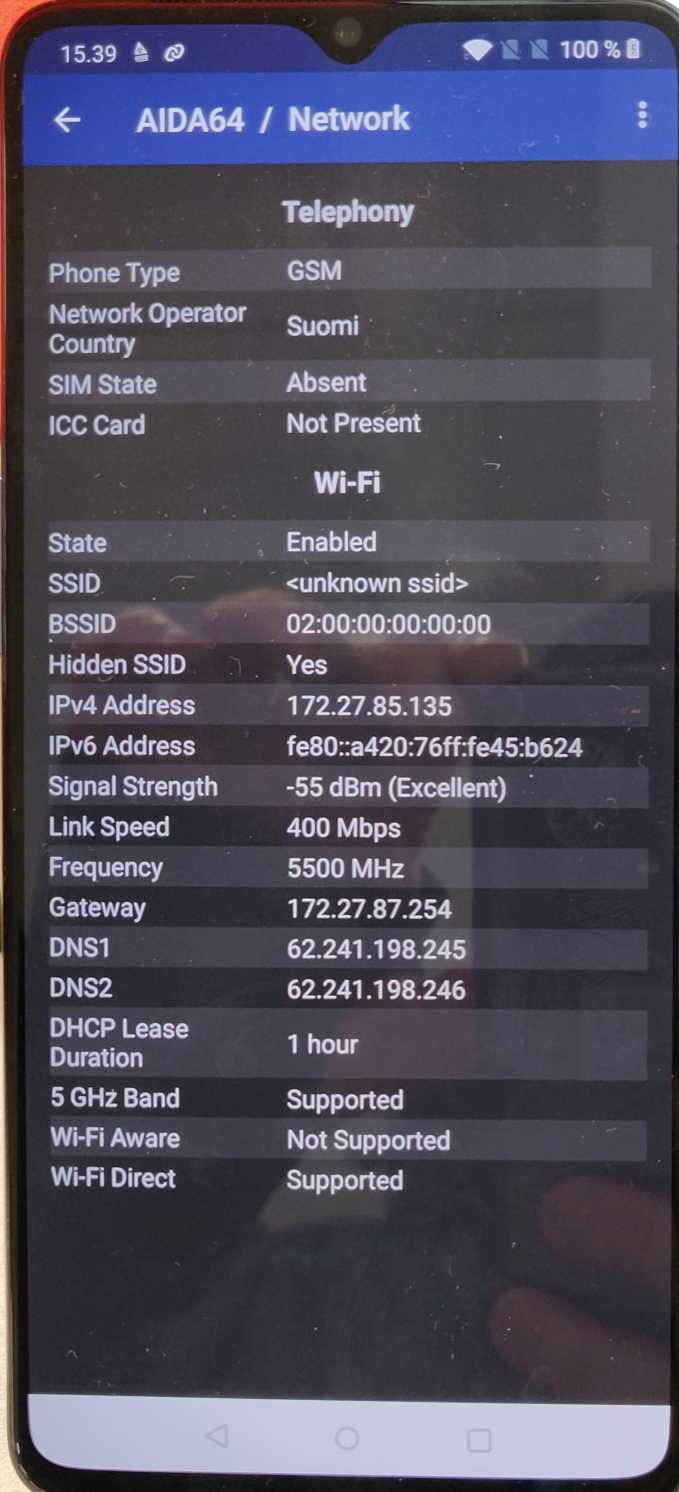 15.39 100 %
AIDA64 / Network
Telephony
Phone Type GSM
Network Operator
Country Suomi
SIM State Absent
ICC Card Not Present
Wi-Fi
State Enabled
SSID <unknown ssid>
BSSID 02:00:00:00:00:00
Hidden SSID Yes
IPv4 Address 172.27.85.135
IPv6 Address fe80::a420:76ff:fe45:b624
Signal Strength -55 dBm (Excellent)
Link Speed 400 Mbps
Frequency 5500 MHz
Gateway 172.27.87.254
DNS1 62.241.198.245
DNS2 62.241.198.246
DHCP Lease
Duration 1 hour
5 GHz Band Supported
Wi-Fi Aware Not Supported
Wi-Fi Direct Supported